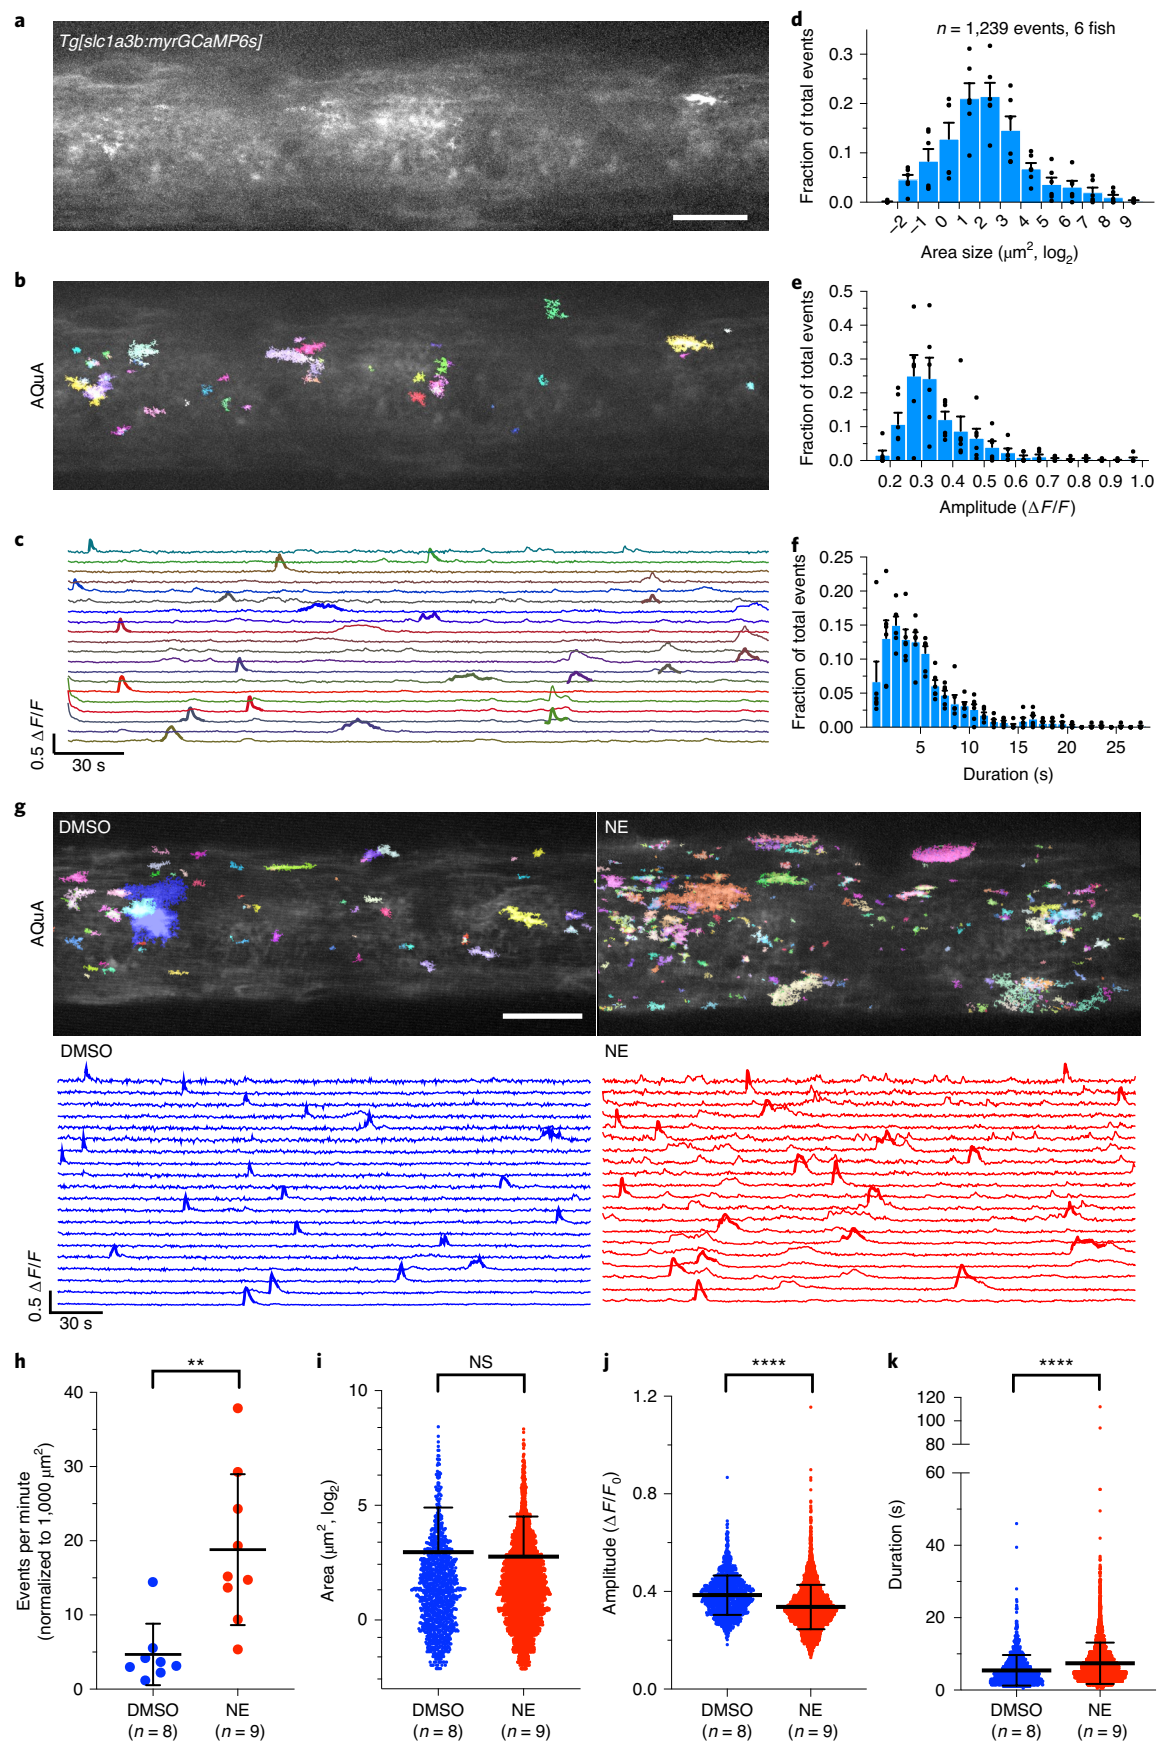 a
Tg[slc1a3b:myrGCaMP6s]
b
AQuA
c
0.5 ΔF/F
30 s
d
n = 1,239 events, 6 fish
Fraction of total events
0.3
0.2
0.1
0.0
–2 –1 0 1 2 3 4 5 6 7 8 9
Area size (μm², log₂)
e
Fraction of total events
0.5
0.4
0.3
0.2
0.1
0.0
0.2 0.3 0.4 0.5 0.6 0.7 0.8 0.9 1.0
Amplitude (ΔF/F)
f
Fraction of total events
0.25
0.20
0.15
0.10
0.05
0.00
5 10 15 20 25
Duration (s)
g
AQuA
DMSO
NE
DMSO
NE
0.5 ΔF/F
30 s
h
**
Events per minute
(normalized to 1,000 μm²)
40
30
20
10
0
DMSO
(n = 8)
NE
(n = 9)
i
NS
Area (μm², log₂)
10
5
0
DMSO
(n = 8)
NE
(n = 9)
j
****
Amplitude (ΔF/F₀)
1.2
0.8
0.4
0.0
DMSO
(n = 8)
NE
(n = 9)
k
****
Duration (s)
120
100
80
60
40
20
0
DMSO
(n = 8)
NE
(n = 9)